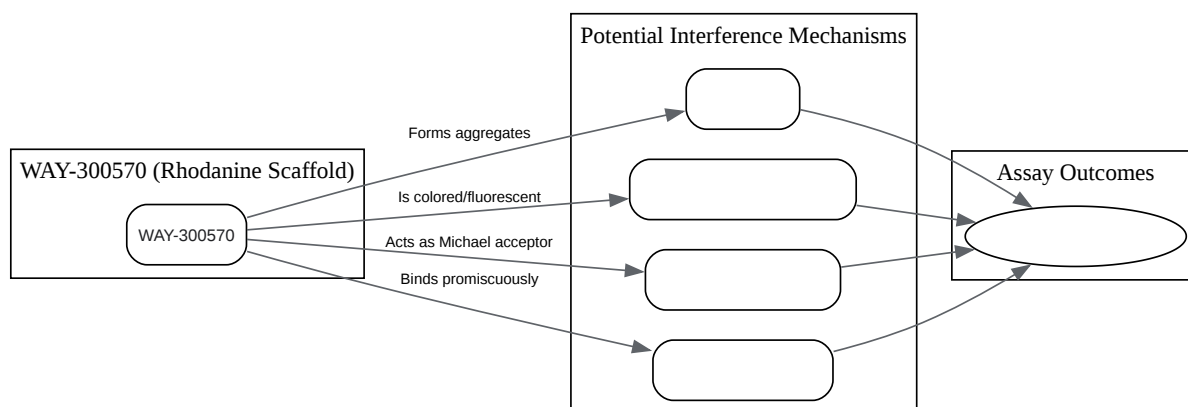 Potential Interference Mechanisms
WAY-300570 (Rhodanine Scaffold)
WAY-300570
Forms aggregates
Is colored/fluorescent
Acts as Michael acceptor
Binds promiscuously
Assay Outcomes